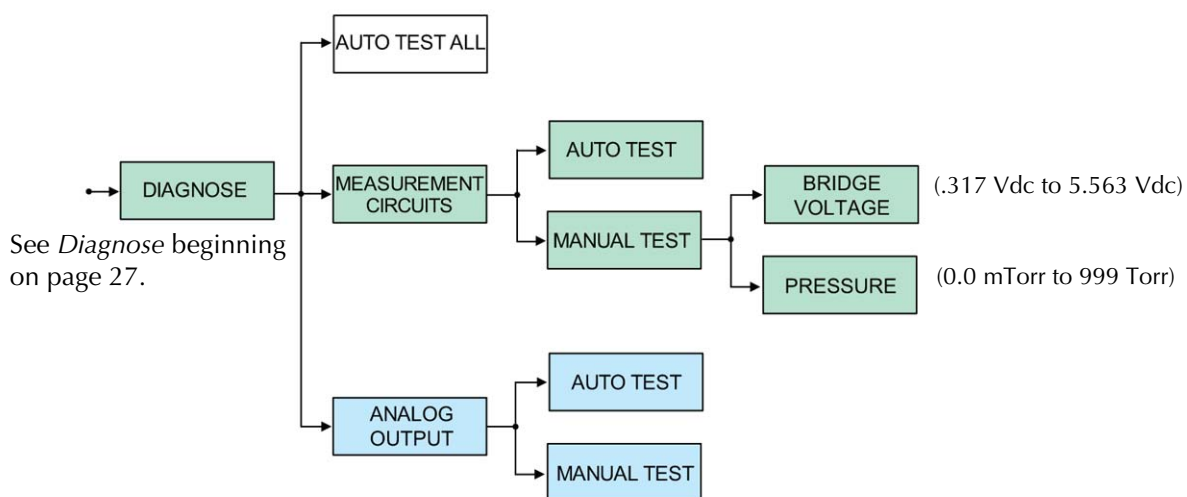 AUTO TEST ALL
DIAGNOSE
See Diagnose beginning
on page 27.
MEASUREMENT
CIRCUITS
AUTO TEST
MANUAL TEST
BRIDGE
VOLTAGE
(.317 Vdc to 5.563 Vdc)
PRESSURE
(0.0 mTorr to 999 Torr)
ANALOG
OUTPUT
AUTO TEST
MANUAL TEST